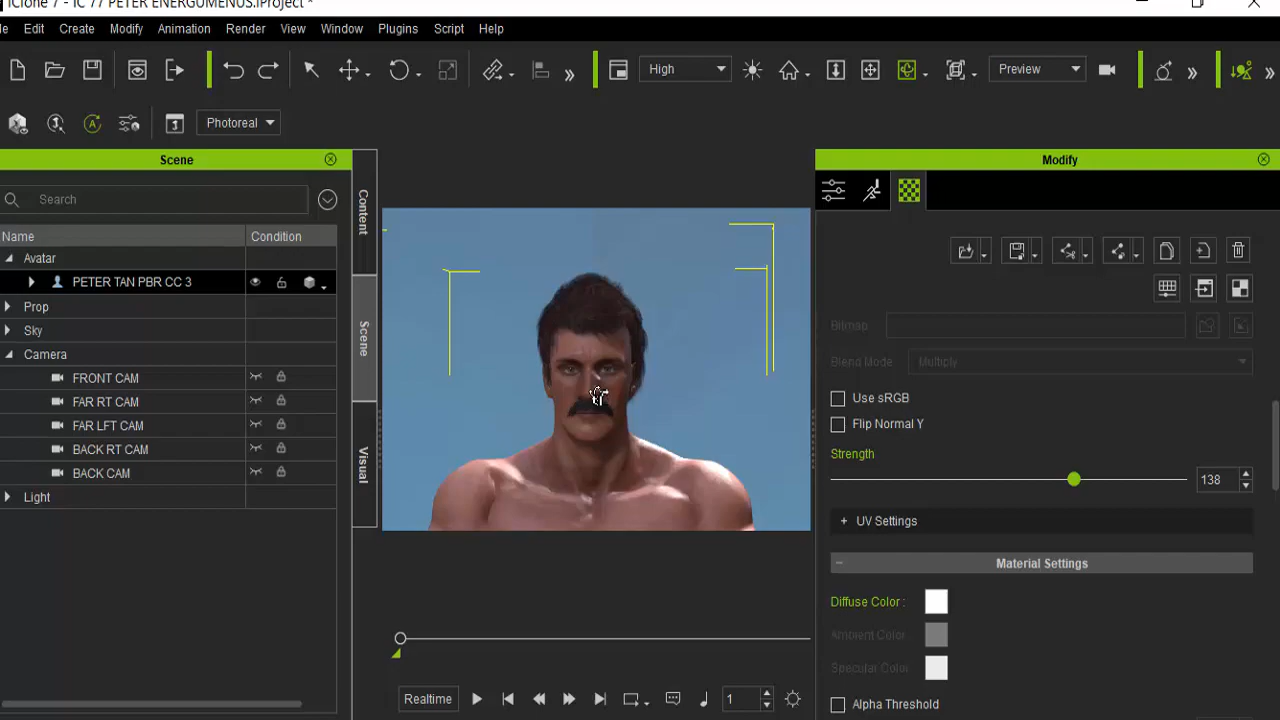 iClone 7 - IC 77 PETER ENERGUMENUS.iProject *
Edit Create Modify Animation Render View Window Plugins Script Help
High
Preview
Photoreal
Scene
Search
Name Condition
Avatar
PETER TAN PBR CC 3
Prop
Sky
Camera
FRONT CAM
FAR RT CAM
FAR LFT CAM
BACK RT CAM
BACK CAM
Light
Content
Scene
Visual
Realtime
1
Modify
Bitmap
Blend Mode Multiply
Use sRGB
Flip Normal Y
Strength
138
+ UV Settings
Material Settings
Diffuse Color :
Ambient Color
Specular Color
Alpha Threshold